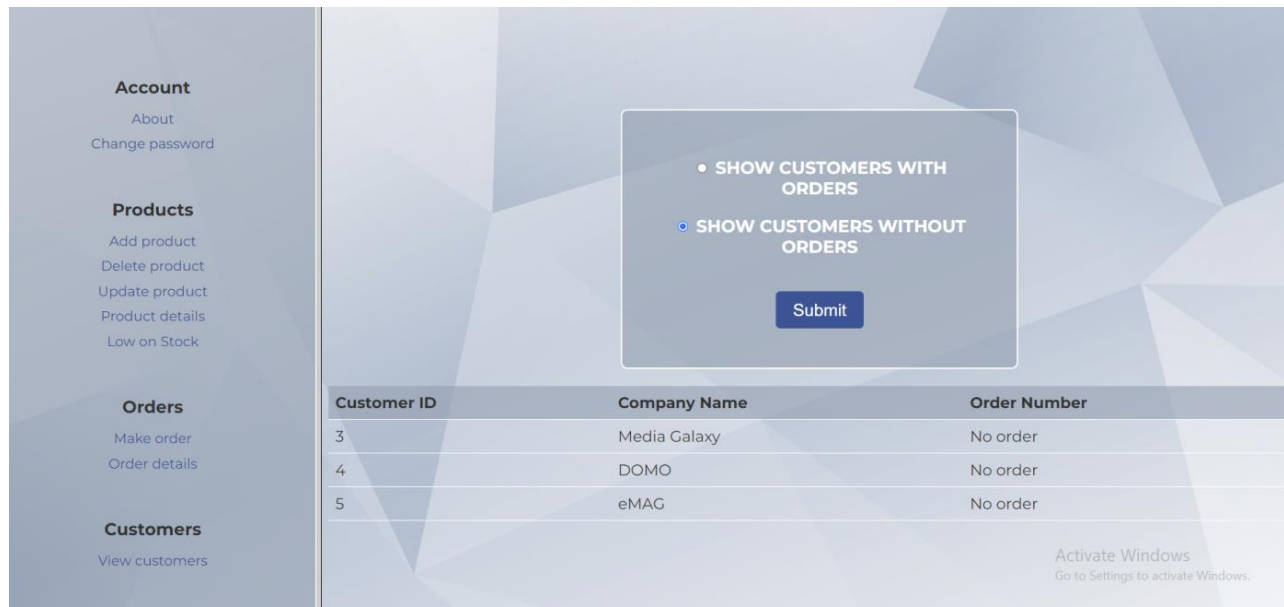 Account
About
Change password
Products
Add product
Delete product
Update product
Product details
Low on Stock
Orders
Make order
Order details
Customers
View customers
SHOW CUSTOMERS WITH
ORDERS
SHOW CUSTOMERS WITHOUT
ORDERS
Submit
Customer ID Company Name Order Number
3 Media Galaxy No order
4 DOMO No order
5 eMAG No order
Activate Windows
Go to Settings to activate Windows.